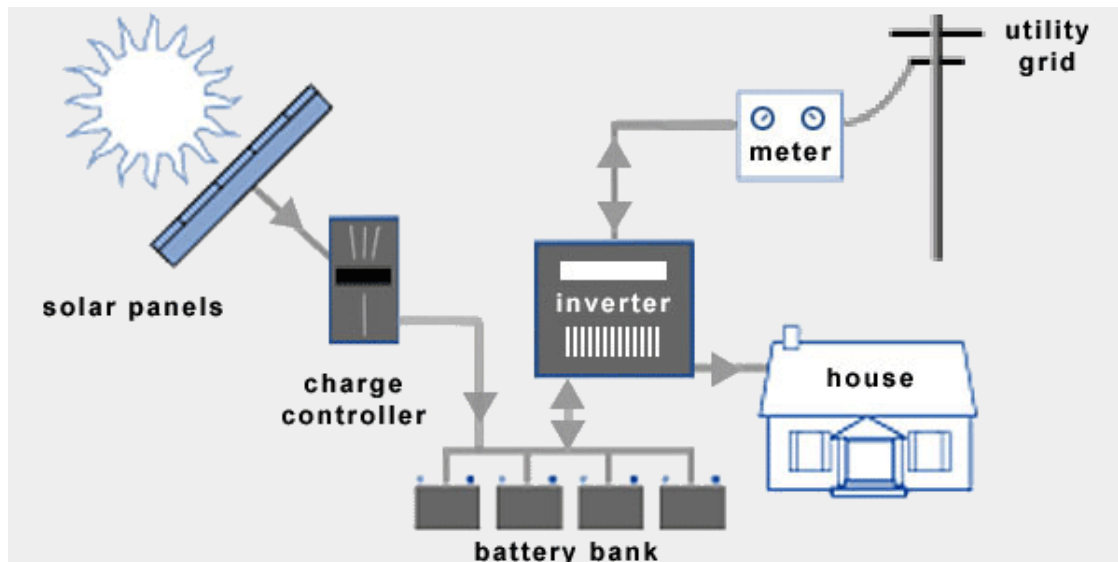 utility
grid
meter
inverter
solar panels
charge
controller
house
battery bank